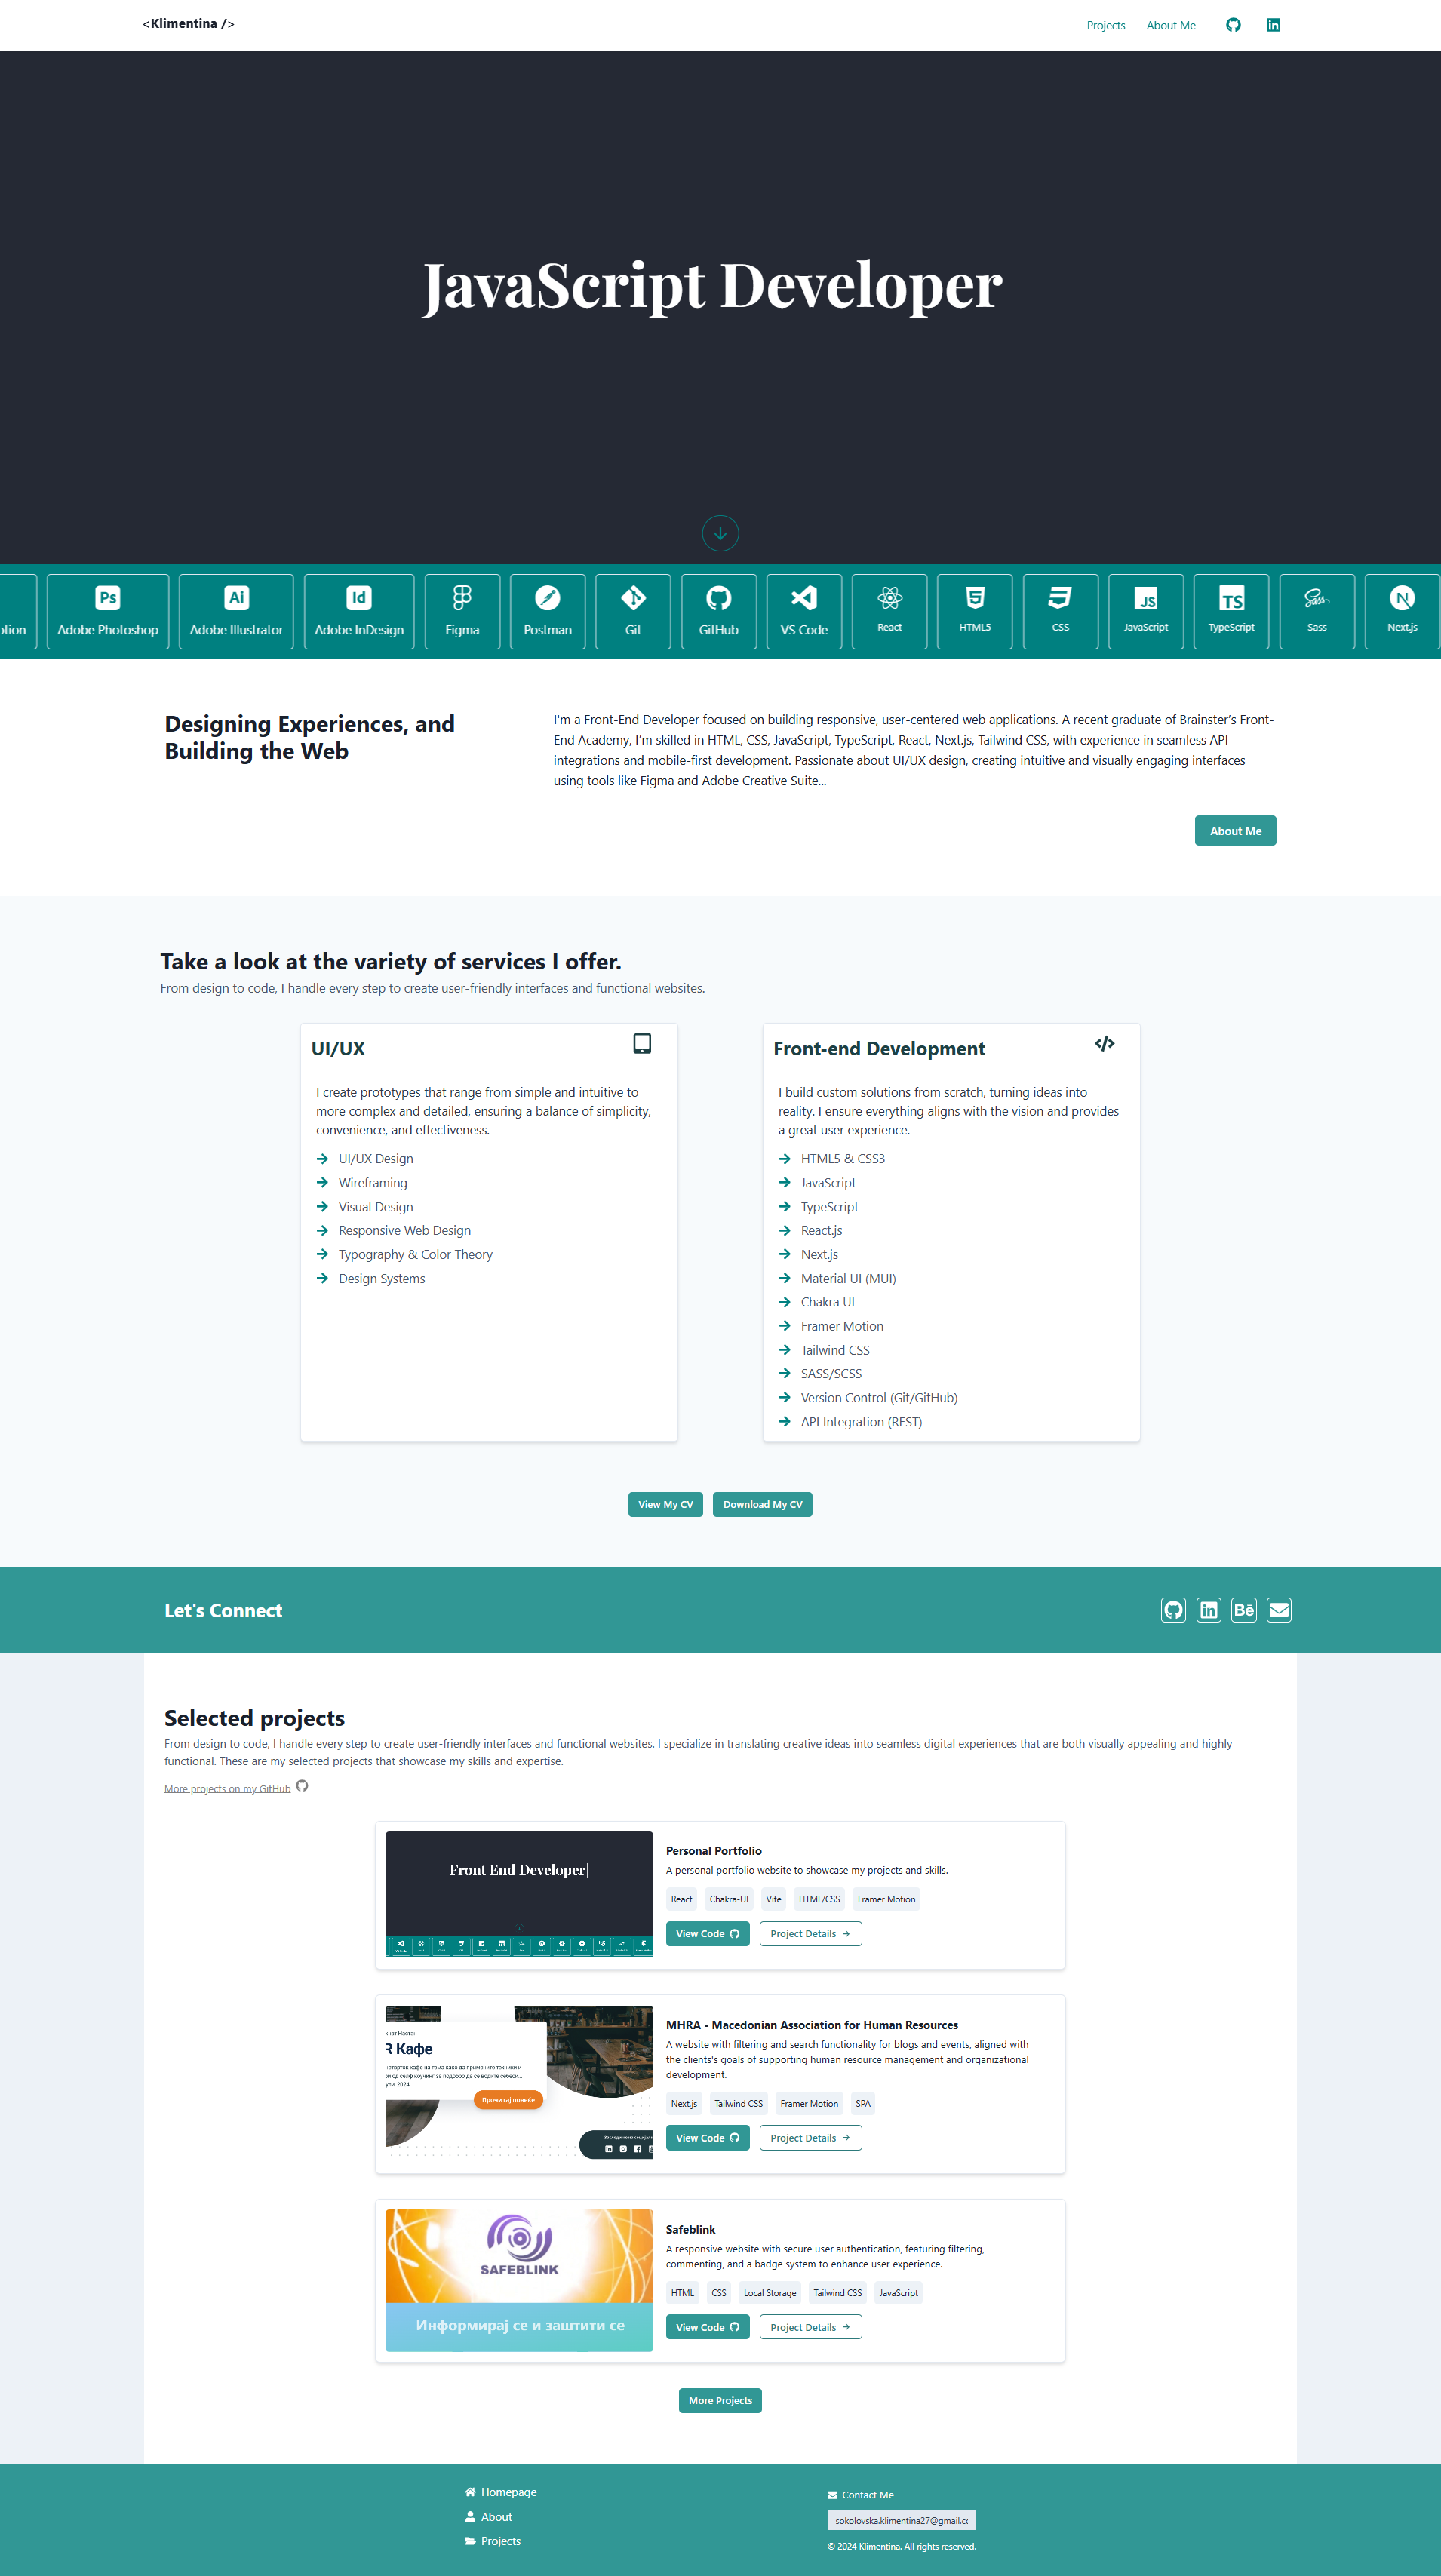 <Klimentina />
Projects
About Me
JavaScript Developer
Adobe Photoshop
Adobe Illustrator
Adobe InDesign
Figma
Postman
Git
GitHub
VS Code
React
HTML5
CSS
JavaScript
TypeScript
Sass
Next.js
Designing Experiences, and
Building the Web
I'm a Front-End Developer focused on building responsive, user-centered web applications. A recent graduate of Brainster's Front-
End Academy, I'm skilled in HTML, CSS, JavaScript, TypeScript, React, Next.js, Tailwind CSS, with experience in seamless API
integrations and mobile-first development. Passionate about UI/UX design, creating intuitive and visually engaging interfaces
using tools like Figma and Adobe Creative Suite...
About Me
Take a look at the variety of services I offer.
From design to code, I handle every step to create user-friendly interfaces and functional websites.
UI/UX
I create prototypes that range from simple and intuitive to
more complex and detailed, ensuring a balance of simplicity,
convenience, and effectiveness.
UI/UX Design
Wireframing
Visual Design
Responsive Web Design
Typography & Color Theory
Design Systems
Front-end Development
I build custom solutions from scratch, turning ideas into
reality. I ensure everything aligns with the vision and provides
a great user experience.
HTML5 & CSS3
JavaScript
TypeScript
React.js
Next.js
Material UI (MUI)
Chakra UI
Framer Motion
Tailwind CSS
SASS/SCSS
Version Control (Git/GitHub)
API Integration (REST)
View My CV
Download My CV
Let's Connect
Selected projects
From design to code, I handle every step to create user-friendly interfaces and functional websites. I specialize in translating creative ideas into seamless digital experiences that are both visually appealing and highly
functional. These are my selected projects that showcase my skills and expertise.
More projects on my GitHub
Front End Developer|
Personal Portfolio
A personal portfolio website to showcase my projects and skills.
React
Chakra-UI
Vite
HTML/CSS
Framer Motion
View Code
Project Details
R Кафе
, 2024
Прочитај повеќе
MHRA - Macedonian Association for Human Resources
A website with filtering and search functionality for blogs and events, aligned with
the clients's goals of supporting human resource management and organizational
development.
Next.js
Tailwind CSS
Framer Motion
SPA
View Code
Project Details
SAFEBLINK
Информирај се и заштити се
Safeblink
A responsive website with secure user authentication, featuring filtering,
commenting, and a badge system to enhance user experience.
HTML
CSS
Local Storage
Tailwind CSS
JavaScript
View Code
Project Details
More Projects
Homepage
About
Projects
Contact Me
sokolovska.klimentina27@gmail.cc
© 2024 Klimentina. All rights reserved.